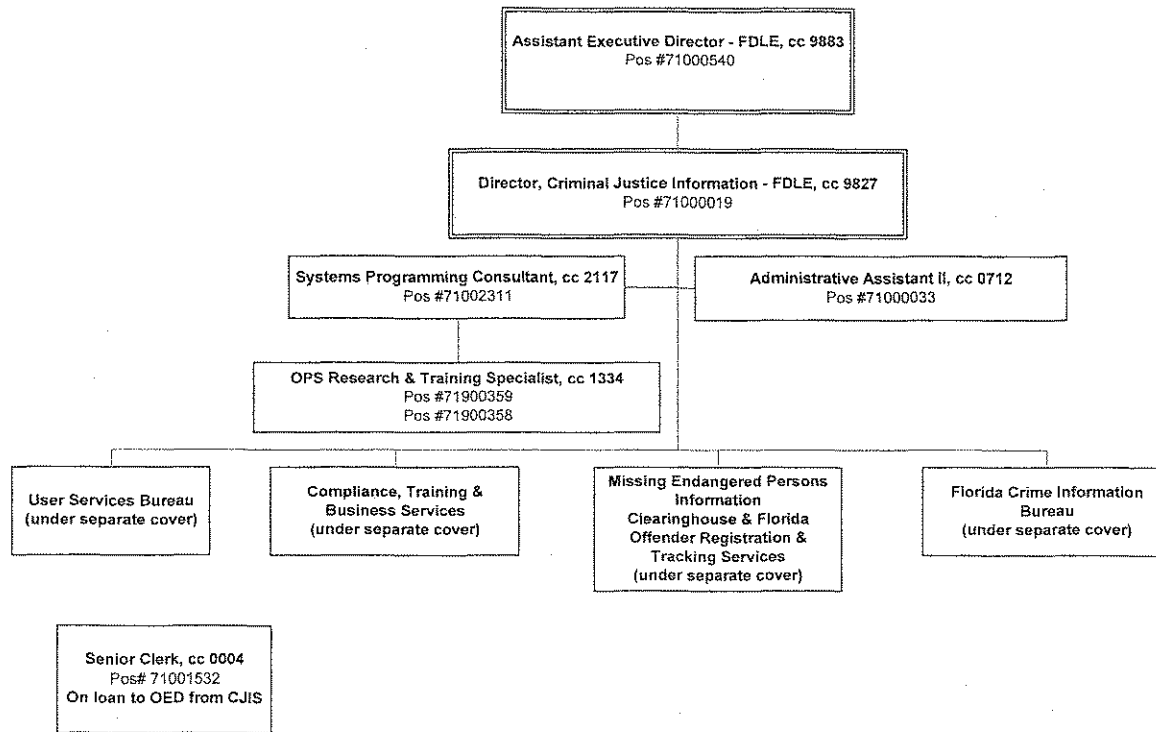 Assistant Executive Director - FDLE, cc 9883
Pos #71000540
Director, Criminal Justice Information - FDLE, cc 9827
Pos #71000019
Systems Programming Consultant, cc 2117
Pos #71002311
Administrative Assistant II, cc 0712
Pos #71000033
OPS Research & Training Specialist, cc 1334
Pos #71900359
Pos #71900358
User Services Bureau
(under separate cover)
Compliance, Training &
Business Services
(under separate cover)
Missing Endangered Persons
Information
Clearinghouse & Florida
Offender Registration &
Tracking Services
(under separate cover)
Florida Crime Information
Bureau
(under separate cover)
Senior Clerk, cc 0004
Pos# 71001532
On loan to OED from CJIS